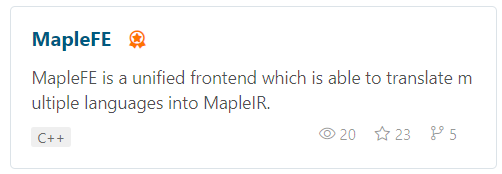 MapleFE
MapleFE is a unified frontend which is able to translate m
ultiple languages into MapleIR.
C++ 20 23 5